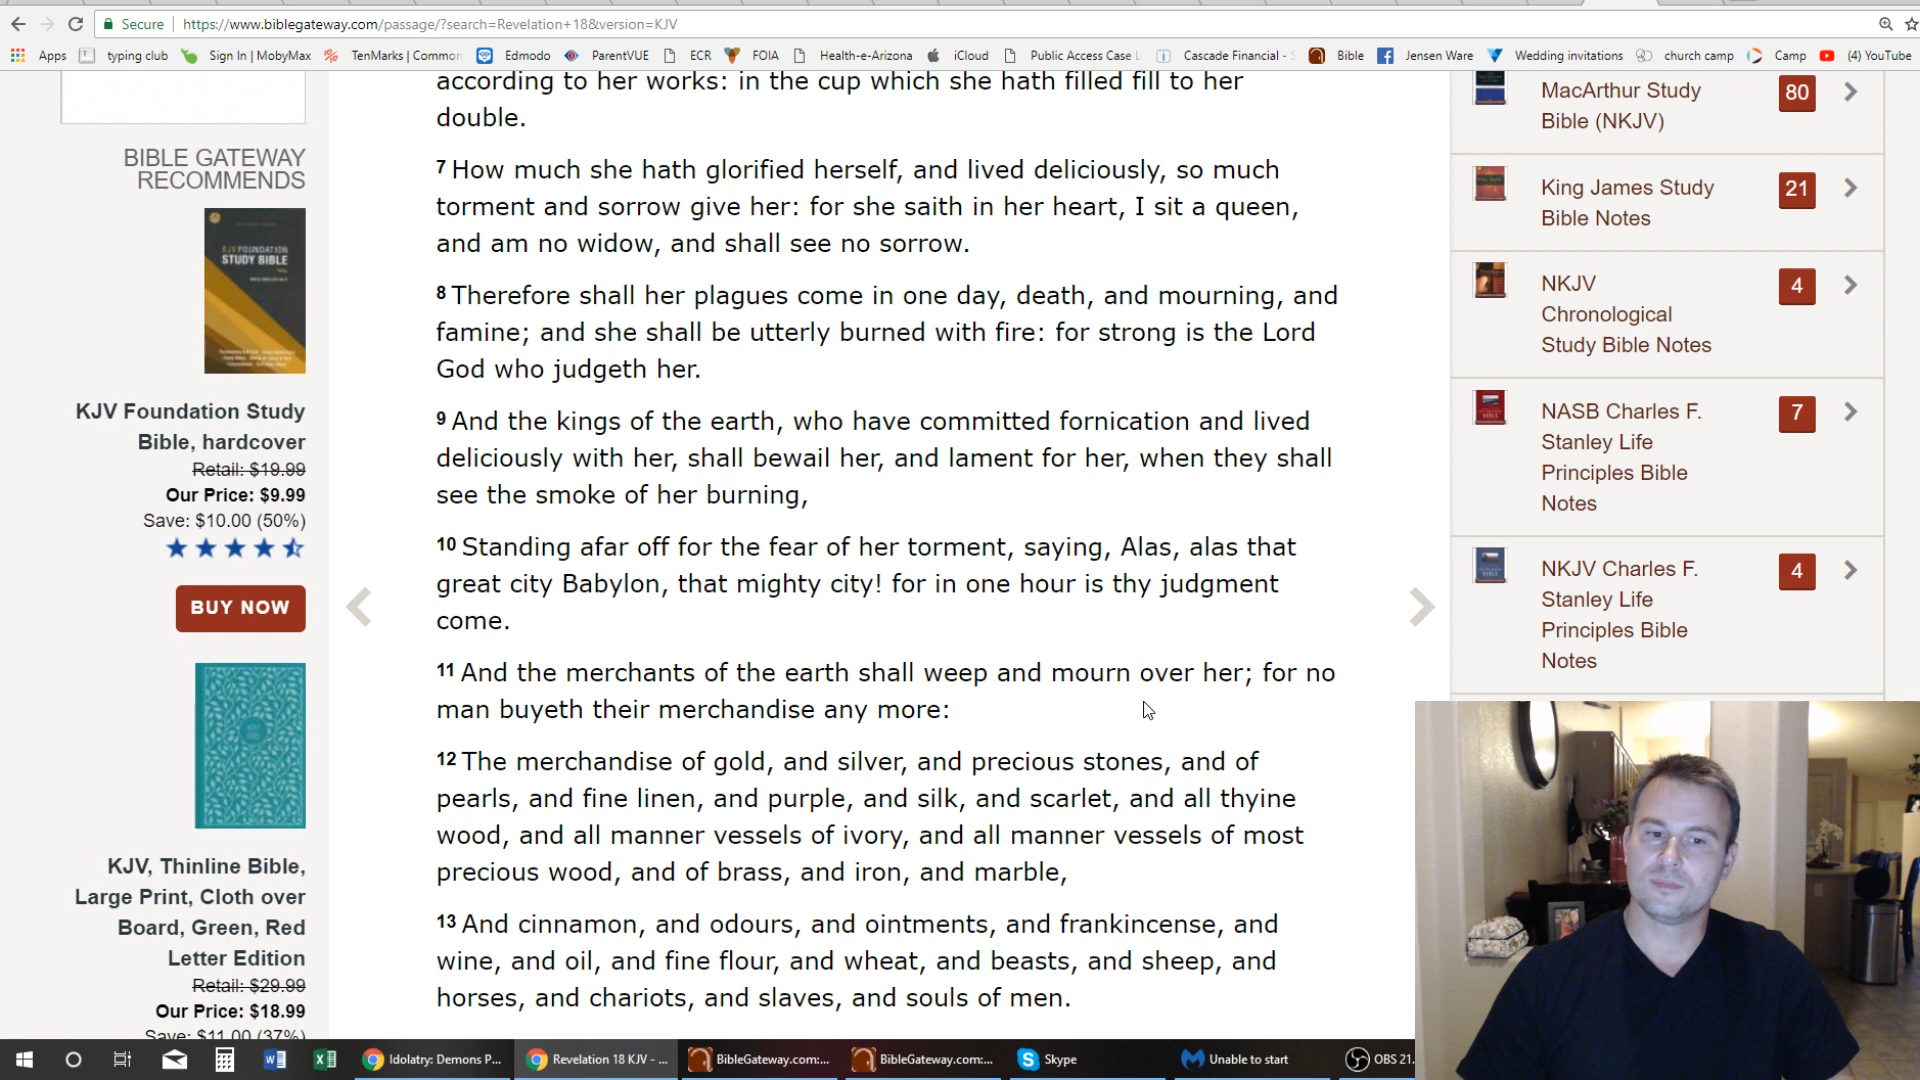 Secure https://www.biblegateway.com/passage/?search=Revelation+18&version=KJV
Apps typing club Sign In | MobyMax TenMarks | Common Edmodo ParentVUE ECR FOIA Health-e-Arizona iCloud Public Access Case L Cascade Financial - Bible Jensen Ware Wedding invitations church camp Camp (4) YouTube
according to her works: in the cup which she hath filled fill to her
double.
7 How much she hath glorified herself, and lived deliciously, so much
torment and sorrow give her: for she saith in her heart, I sit a queen,
and am no widow, and shall see no sorrow.
8 Therefore shall her plagues come in one day, death, and mourning, and
famine; and she shall be utterly burned with fire: for strong is the Lord
God who judgeth her.
9 And the kings of the earth, who have committed fornication and lived
deliciously with her, shall bewail her, and lament for her, when they shall
see the smoke of her burning,
10 Standing afar off for the fear of her torment, saying, Alas, alas that
great city Babylon, that mighty city! for in one hour is thy judgment
come.
11 And the merchants of the earth shall weep and mourn over her; for no
man buyeth their merchandise any more:
12 The merchandise of gold, and silver, and precious stones, and of
pearls, and fine linen, and purple, and silk, and scarlet, and all thyine
wood, and all manner vessels of ivory, and all manner vessels of most
precious wood, and of brass, and iron, and marble,
13 And cinnamon, and odours, and ointments, and frankincense, and
wine, and oil, and fine flour, and wheat, and beasts, and sheep, and
horses, and chariots, and slaves, and souls of men.
BIBLE GATEWAY
RECOMMENDS
KJV FOUNDATION
STUDY BIBLE
KJV Foundation Study
Bible, hardcover
Retail: $19.99
Our Price: $9.99
Save: $10.00 (50%)
BUY NOW
KJV, Thinline Bible,
Large Print, Cloth over
Board, Green, Red
Letter Edition
Retail: $29.99
Our Price: $18.99
Save: $11.00 (37%)
MacArthur Study
Bible (NKJV)
80
King James Study
Bible Notes
21
NKJV
Chronological
Study Bible Notes
4
NASB Charles F.
Stanley Life
Principles Bible
Notes
7
NKJV Charles F.
Stanley Life
Principles Bible
Notes
4
Idolatry: Demons P... Revelation 18 KJV - ... BibleGateway.com:... BibleGateway.com:... Skype Unable to start OBS 21.